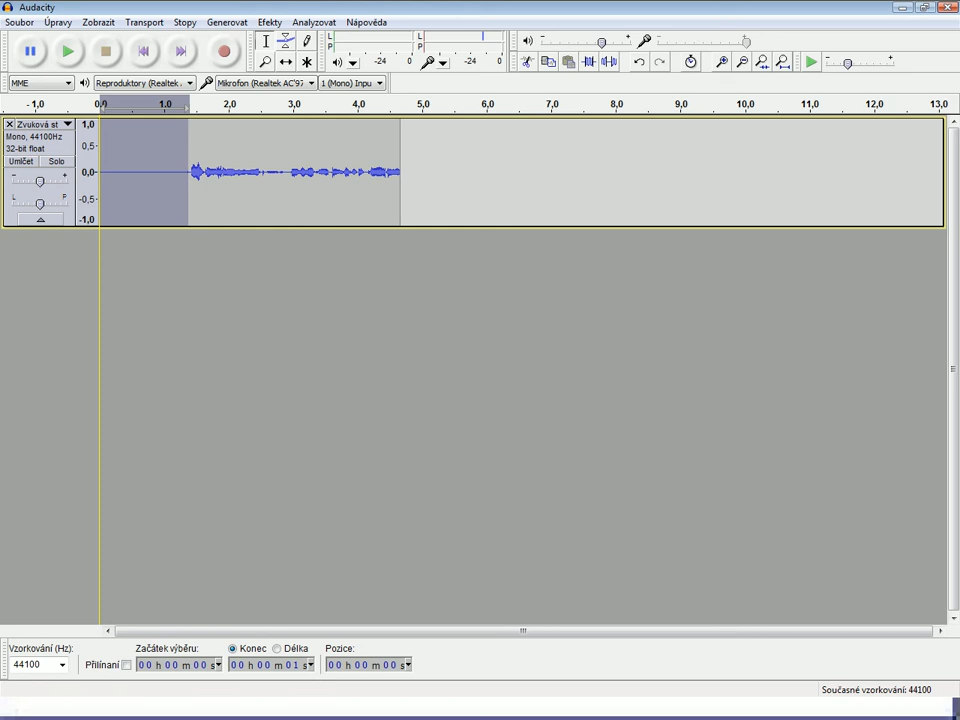 Audacity
Soubor Úpravy Zobrazit Transport Stopy Generovat Efekty Analyzovat Nápověda
L P -24 0 L P -24 0
MME Reproduktory (Realtek Mikrofon (Realtek AC'97 1 (Mono) Inpu
- 1,0 0,0 1,0 2,0 3,0 4,0 5,0 6,0 7,0 8,0 9,0 10,0 11,0 12,0 13,0
Zvuková st 1,0
Mono, 44100Hz
32-bit float 0,5
Umlčet Solo
- + 0,0
L P -0,5
-1,0
Vzorkování (Hz): Začátek výběru: Konec Délka Pozice:
44100 Přilínaní 00 h 00 m 00 s 00 h 00 m 01 s 00 h 00 m 00 s
Současné vzorkování: 44100